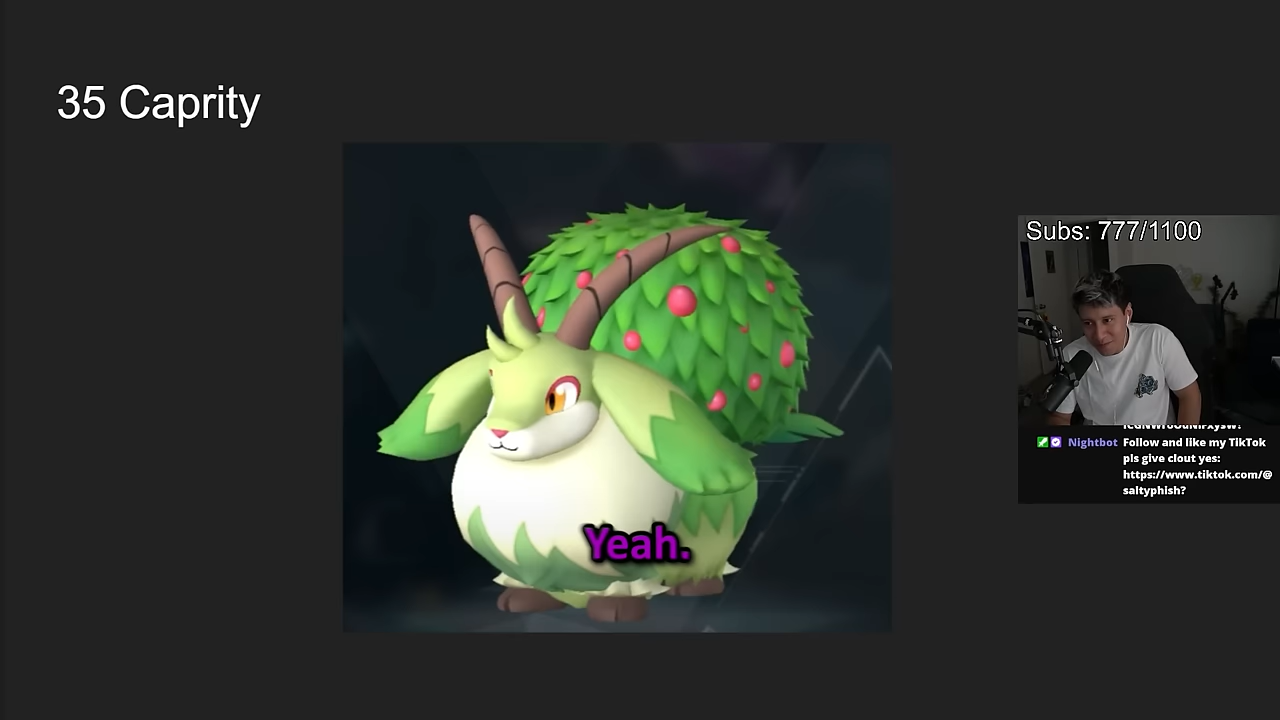 35 Caprity
Yeah.
Subs: 777/1100
Nightbot Follow and like my TikTok
pls give clout yes:
https://www.tiktok.com/@
saltyphish?